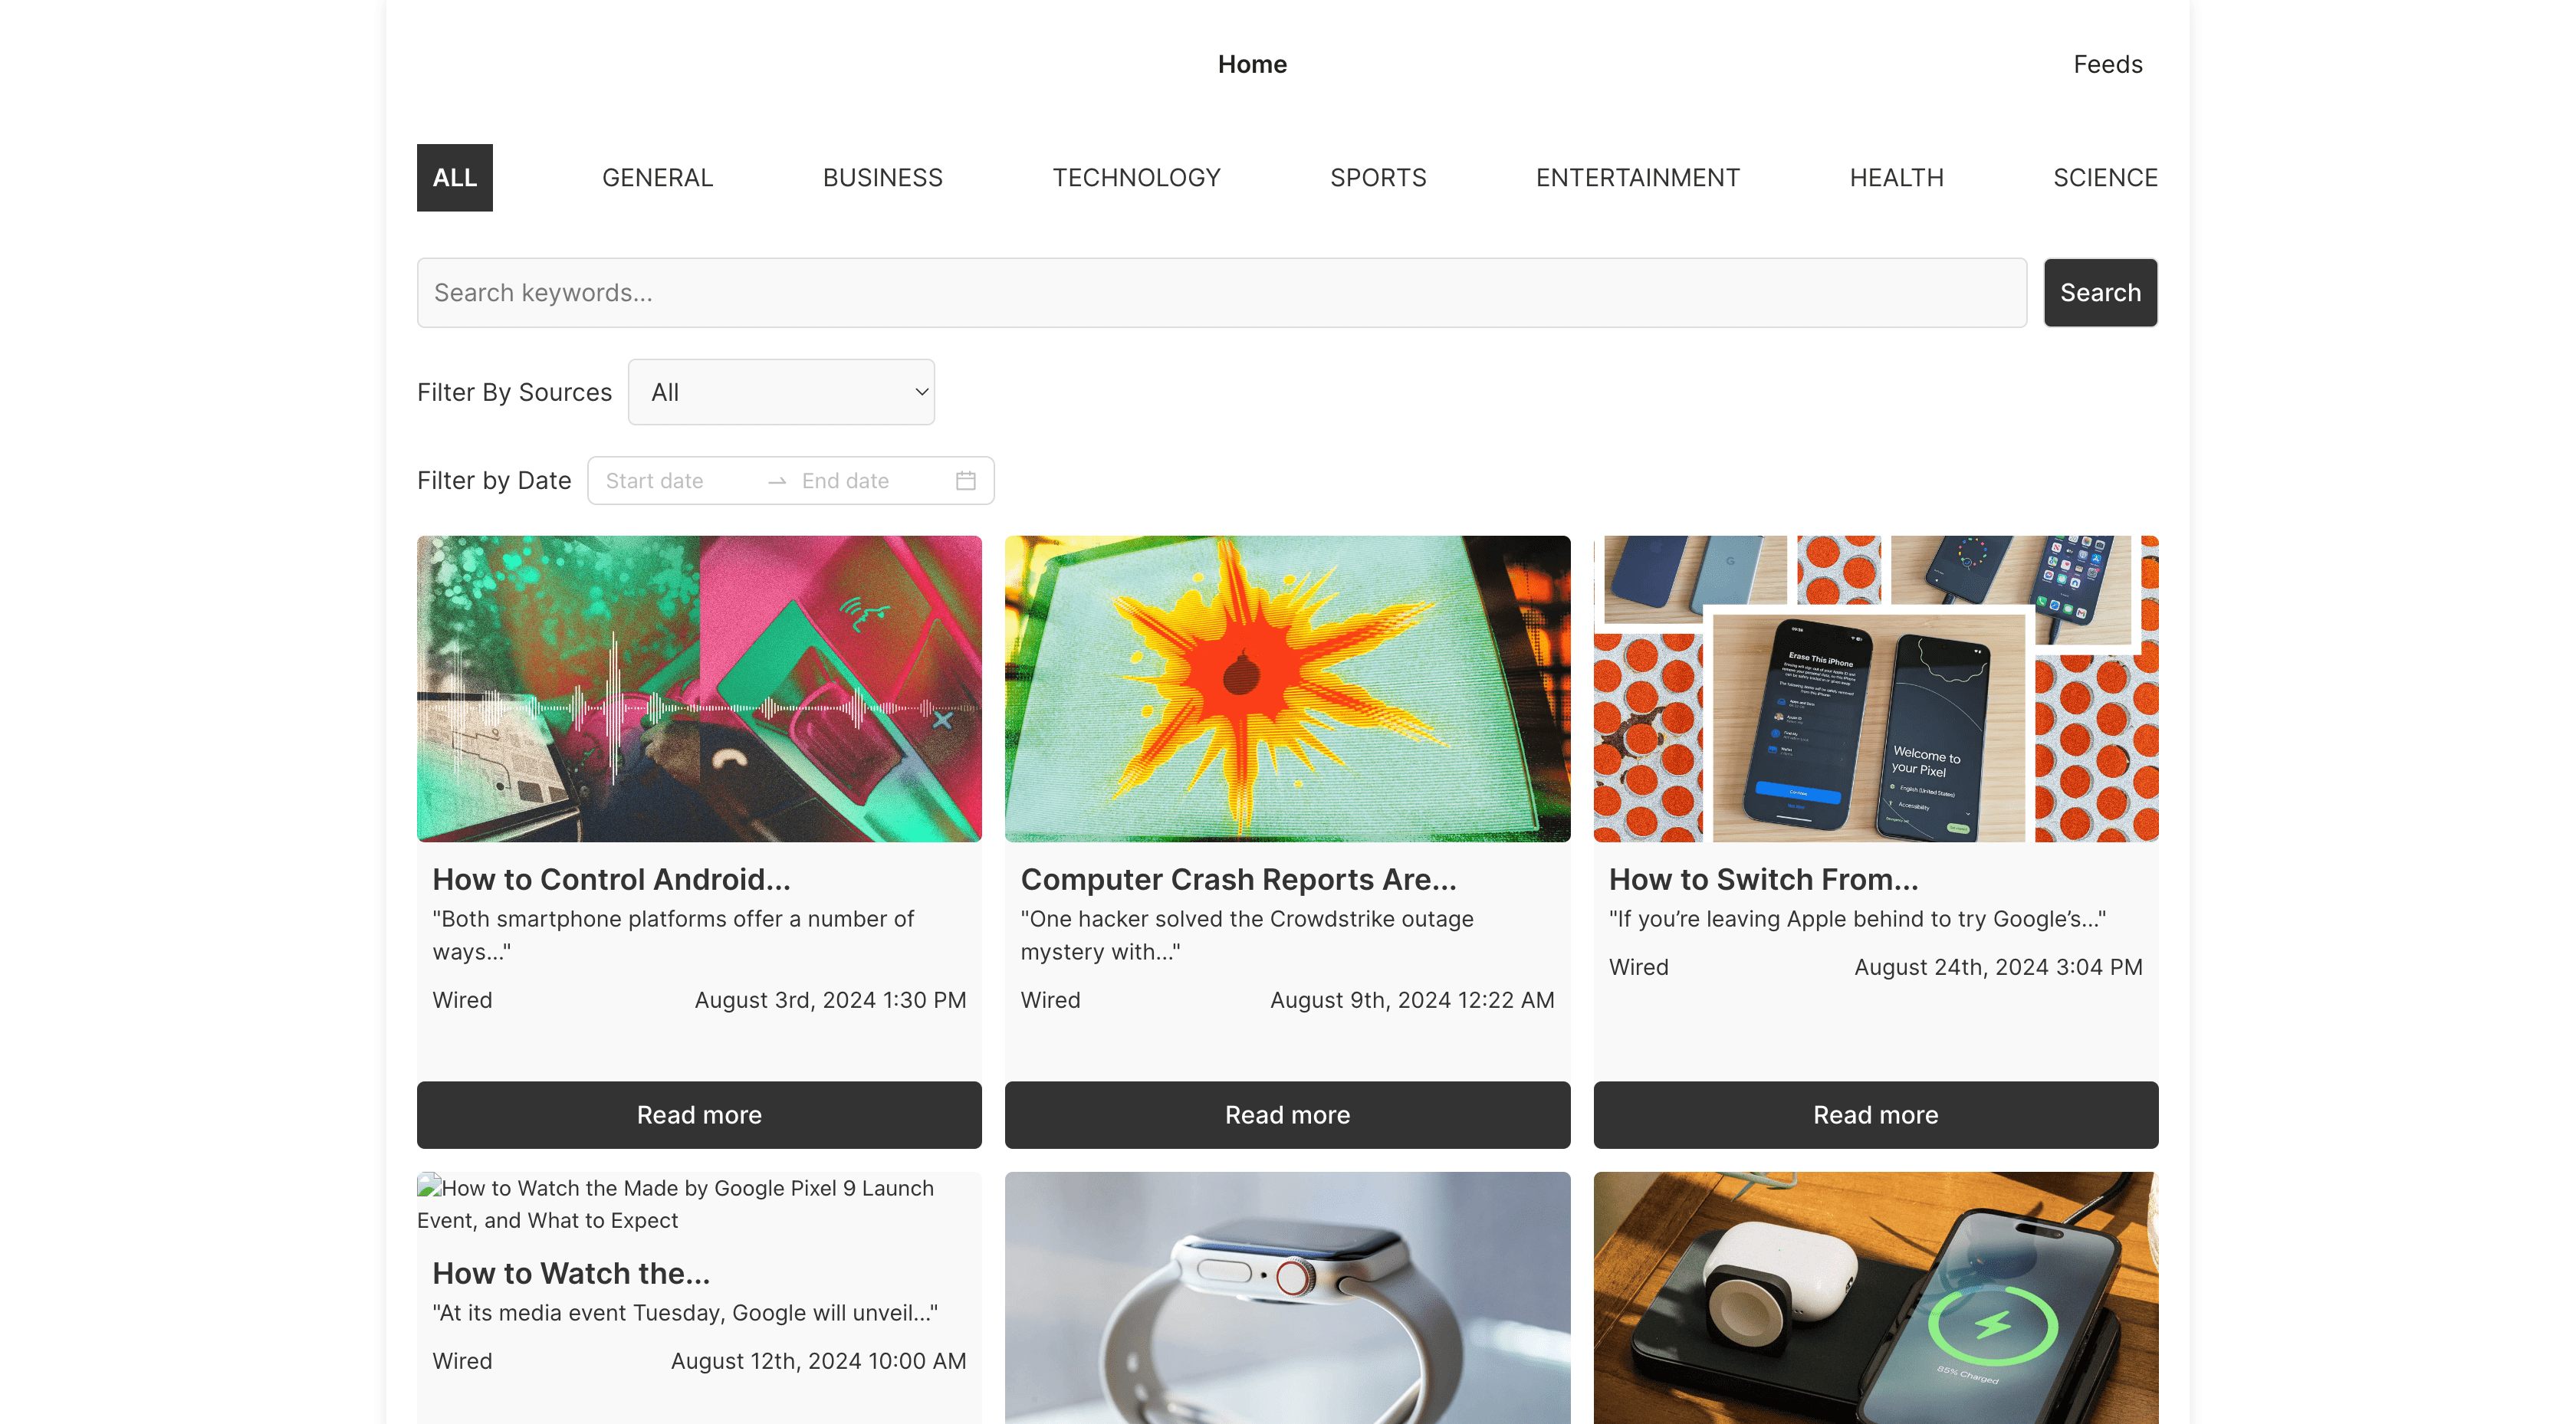 Home
Feeds
ALL
GENERAL
BUSINESS
TECHNOLOGY
SPORTS
ENTERTAINMENT
HEALTH
SCIENCE
Search keywords...
Search
Filter By Sources
All
Filter by Date
Start date
End date
G
Erase This iPhone
Welcome to
your Pixel
English (United States)
Accessibility
How to Control Android...
"Both smartphone platforms offer a number of
ways..."
Wired
August 3rd, 2024 1:30 PM
Read more
Computer Crash Reports Are...
"One hacker solved the Crowdstrike outage
mystery with..."
Wired
August 9th, 2024 12:22 AM
Read more
How to Switch From...
"If you’re leaving Apple behind to try Google’s..."
Wired
August 24th, 2024 3:04 PM
Read more
How to Watch the Made by Google Pixel 9 Launch
Event, and What to Expect
How to Watch the...
"At its media event Tuesday, Google will unveil..."
Wired
August 12th, 2024 10:00 AM
85% Charged